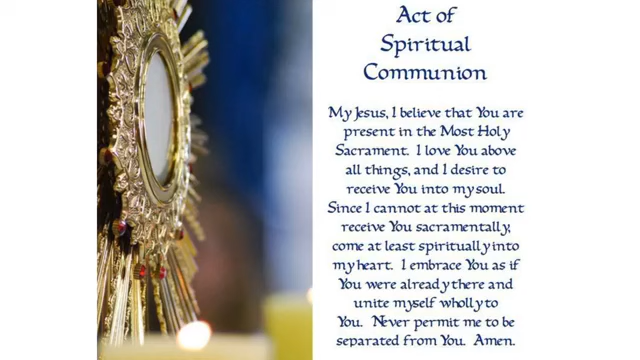 Act of
Spiritual
Communion
My Jesus, I believe that You are
present in the Most Holy
Sacrament. I love You above
all things, and I desire to
receive You into my soul.
Since I cannot at this moment
receive You sacramentally,
come at least spiritually into
my heart. I embrace You as if
You were already there and
unite myself wholly to
You. Never permit me to be
separated from You. Amen.